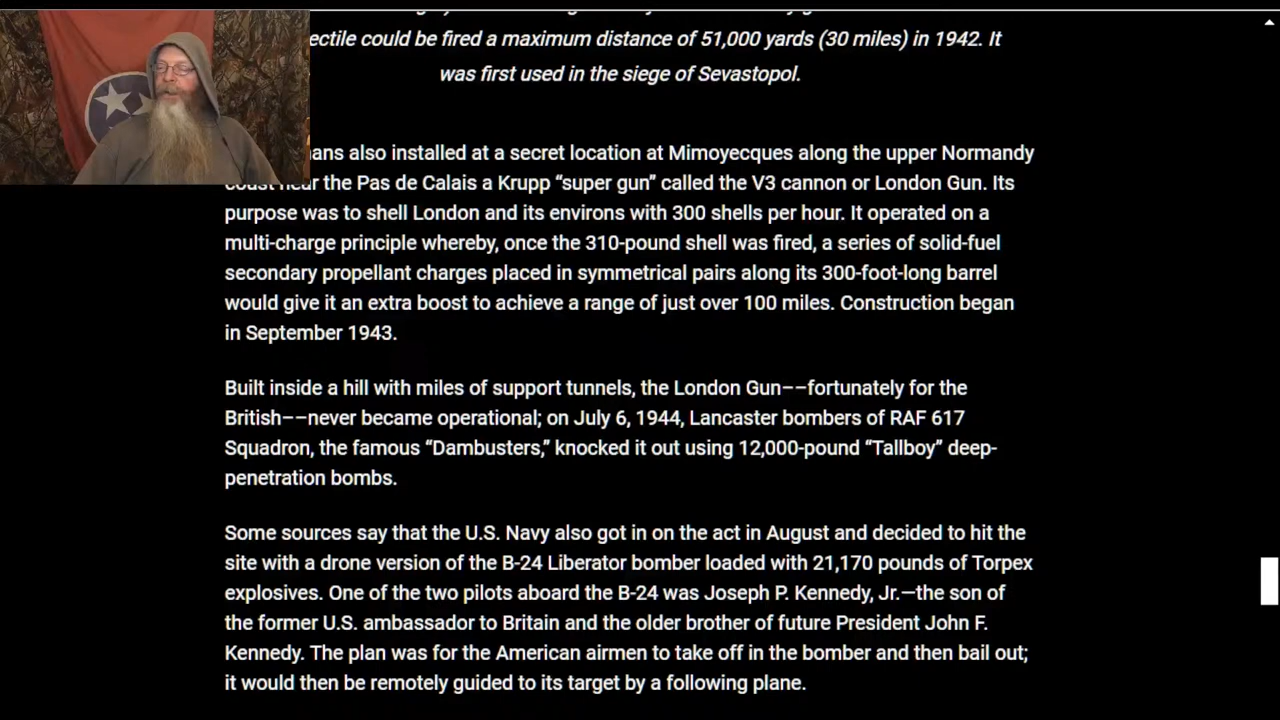 ectile could be fired a maximum distance of 51,000 yards (30 miles) in 1942. It
was first used in the siege of Sevastopol.
ans also installed at a secret location at Mimoyecques along the upper Normandy
the Pas de Calais a Krupp “super gun” called the V3 cannon or London Gun. Its
purpose was to shell London and its environs with 300 shells per hour. It operated on a
multi-charge principle whereby, once the 310-pound shell was fired, a series of solid-fuel
secondary propellant charges placed in symmetrical pairs along its 300-foot-long barrel
would give it an extra boost to achieve a range of just over 100 miles. Construction began
in September 1943.
Built inside a hill with miles of support tunnels, the London Gun––fortunately for the
British––never became operational; on July 6, 1944, Lancaster bombers of RAF 617
Squadron, the famous “Dambusters,” knocked it out using 12,000-pound “Tallboy” deep-
penetration bombs.
Some sources say that the U.S. Navy also got in on the act in August and decided to hit the
site with a drone version of the B-24 Liberator bomber loaded with 21,170 pounds of Torpex
explosives. One of the two pilots aboard the B-24 was Joseph P. Kennedy, Jr.—the son of
the former U.S. ambassador to Britain and the older brother of future President John F.
Kennedy. The plan was for the American airmen to take off in the bomber and then bail out;
it would then be remotely guided to its target by a following plane.